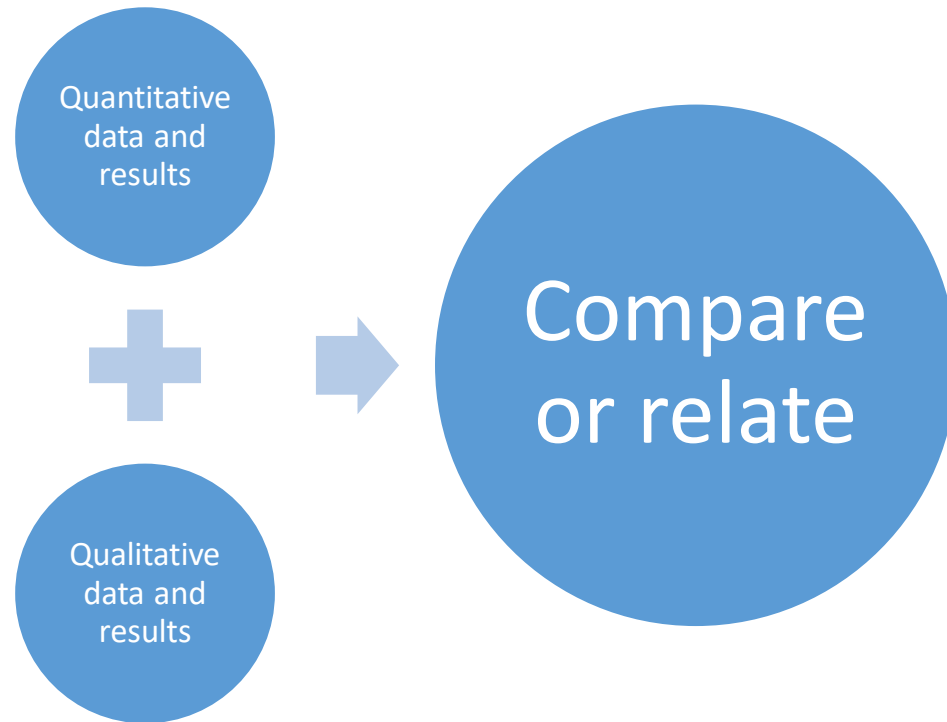 Quantitative
data and
results
Qualitative
data and
results
Compare
or relate